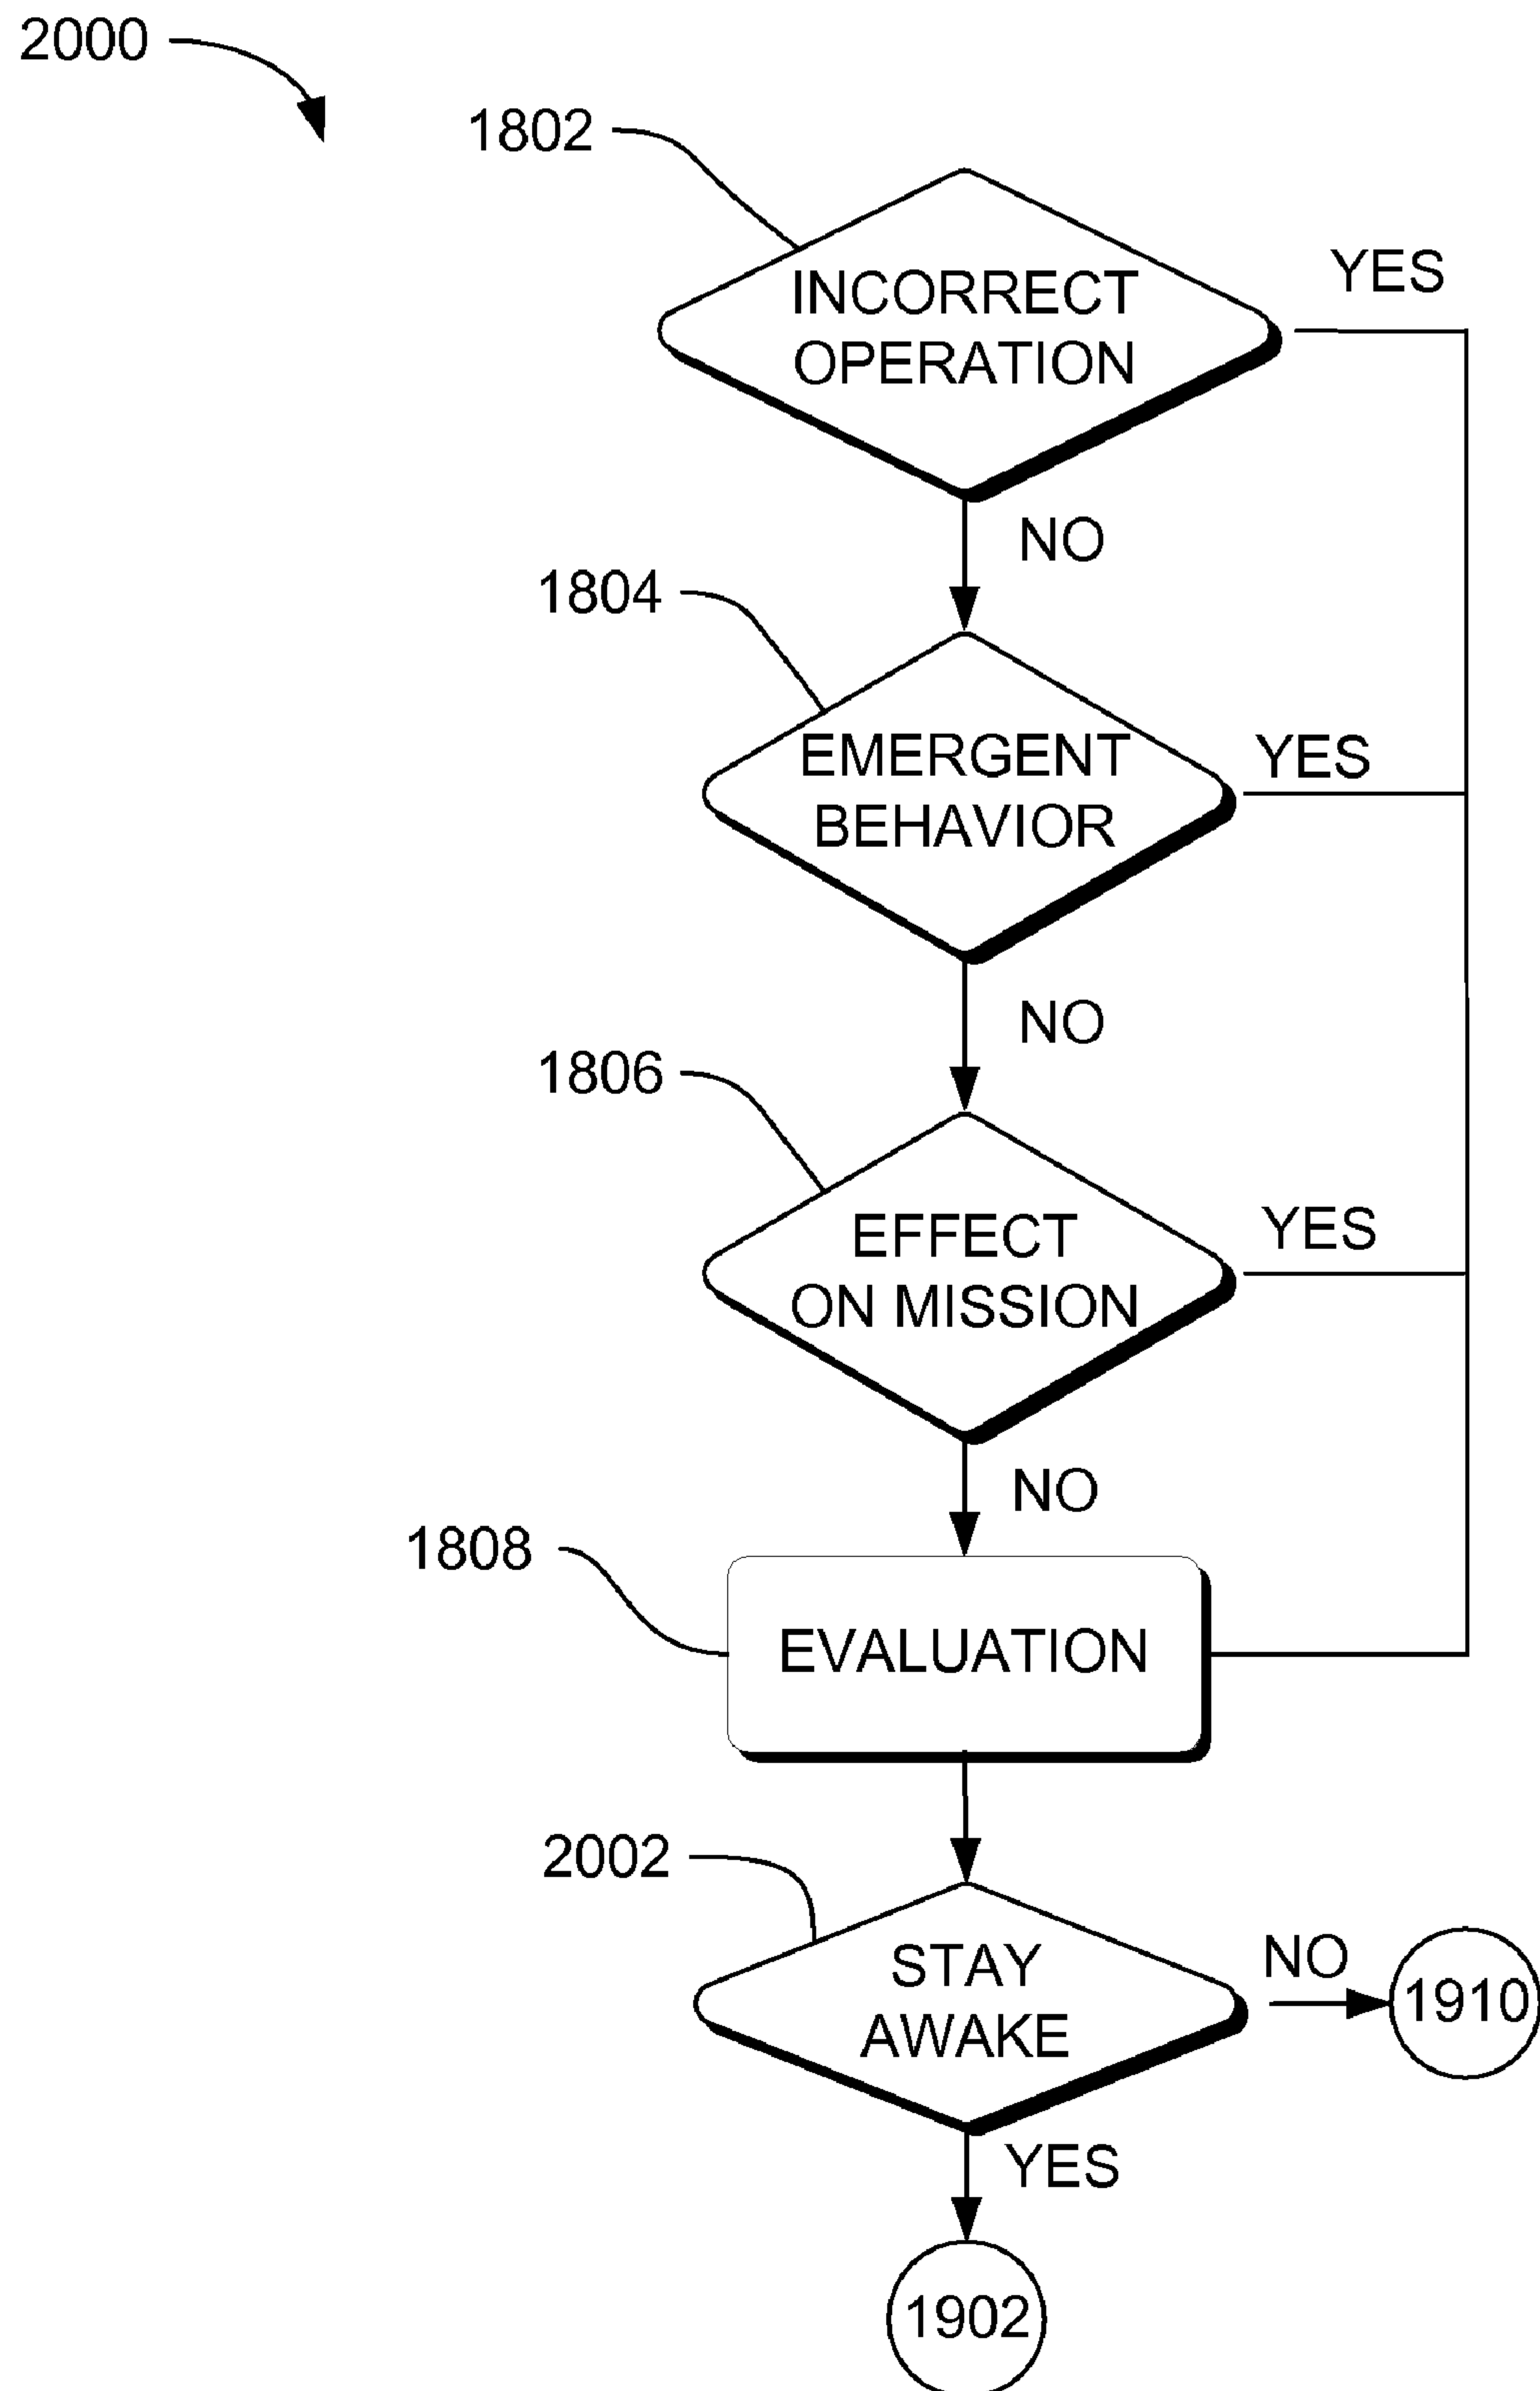 2000
1802
INCORRECT
OPERATION
YES
NO
1804
EMERGENT
BEHAVIOR
YES
NO
1806
EFFECT
ON MISSION
YES
NO
1808
EVALUATION
2002
STAY
AWAKE
NO
1910
YES
1902